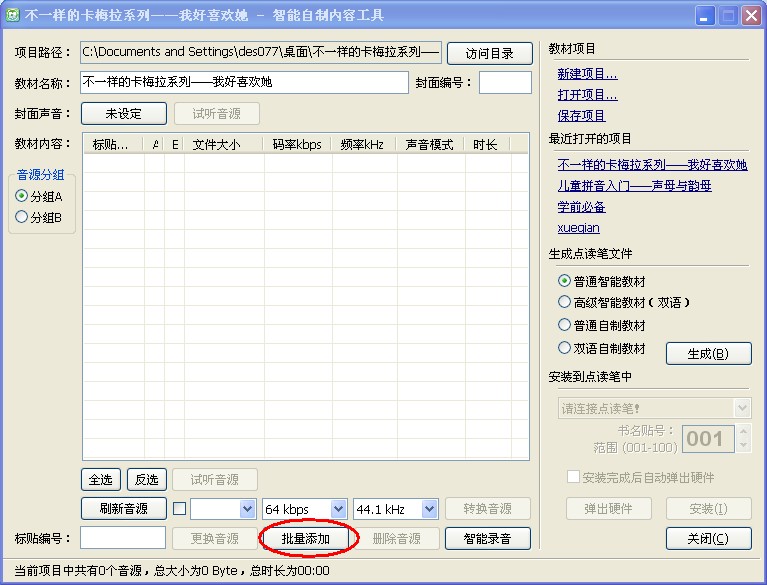 不一样的卡梅拉系列——我好喜欢她 - 智能自制内容工具
项目路径： C:\Documents and Settings\des077\桌面\不一样的卡梅拉系列—— 访问目录
教材名称： 不一样的卡梅拉系列——我好喜欢她 封面编号：
封面声音： 未设定 试听音源
教材内容： 标贴... A E 文件大小 码率kbps 频率kHz 声音模式 时长
音源分组
分组A
分组B
全选 反选 试听音源
刷新音源 64 kbps 44.1 kHz 转换音源
标贴编号： 更换音源 批量添加 删除音源 智能录音
当前项目中共有0个音源，总大小为0 Byte，总时长为00:00
教材项目
新建项目...
打开项目...
保存项目
最近打开的项目
不一样的卡梅拉系列——我好喜欢她
儿童拼音入门——声母与韵母
学前必备
xueqian
生成点读笔文件
普通智能教材
高级智能教材（双语）
普通自制教材
双语自制教材 生成(B)
安装到点读笔中
请连接点读笔!
书名贴号：
范围 (001-100) 001
安装完成后自动弹出硬件
弹出硬件 安装(I)
关闭(C)